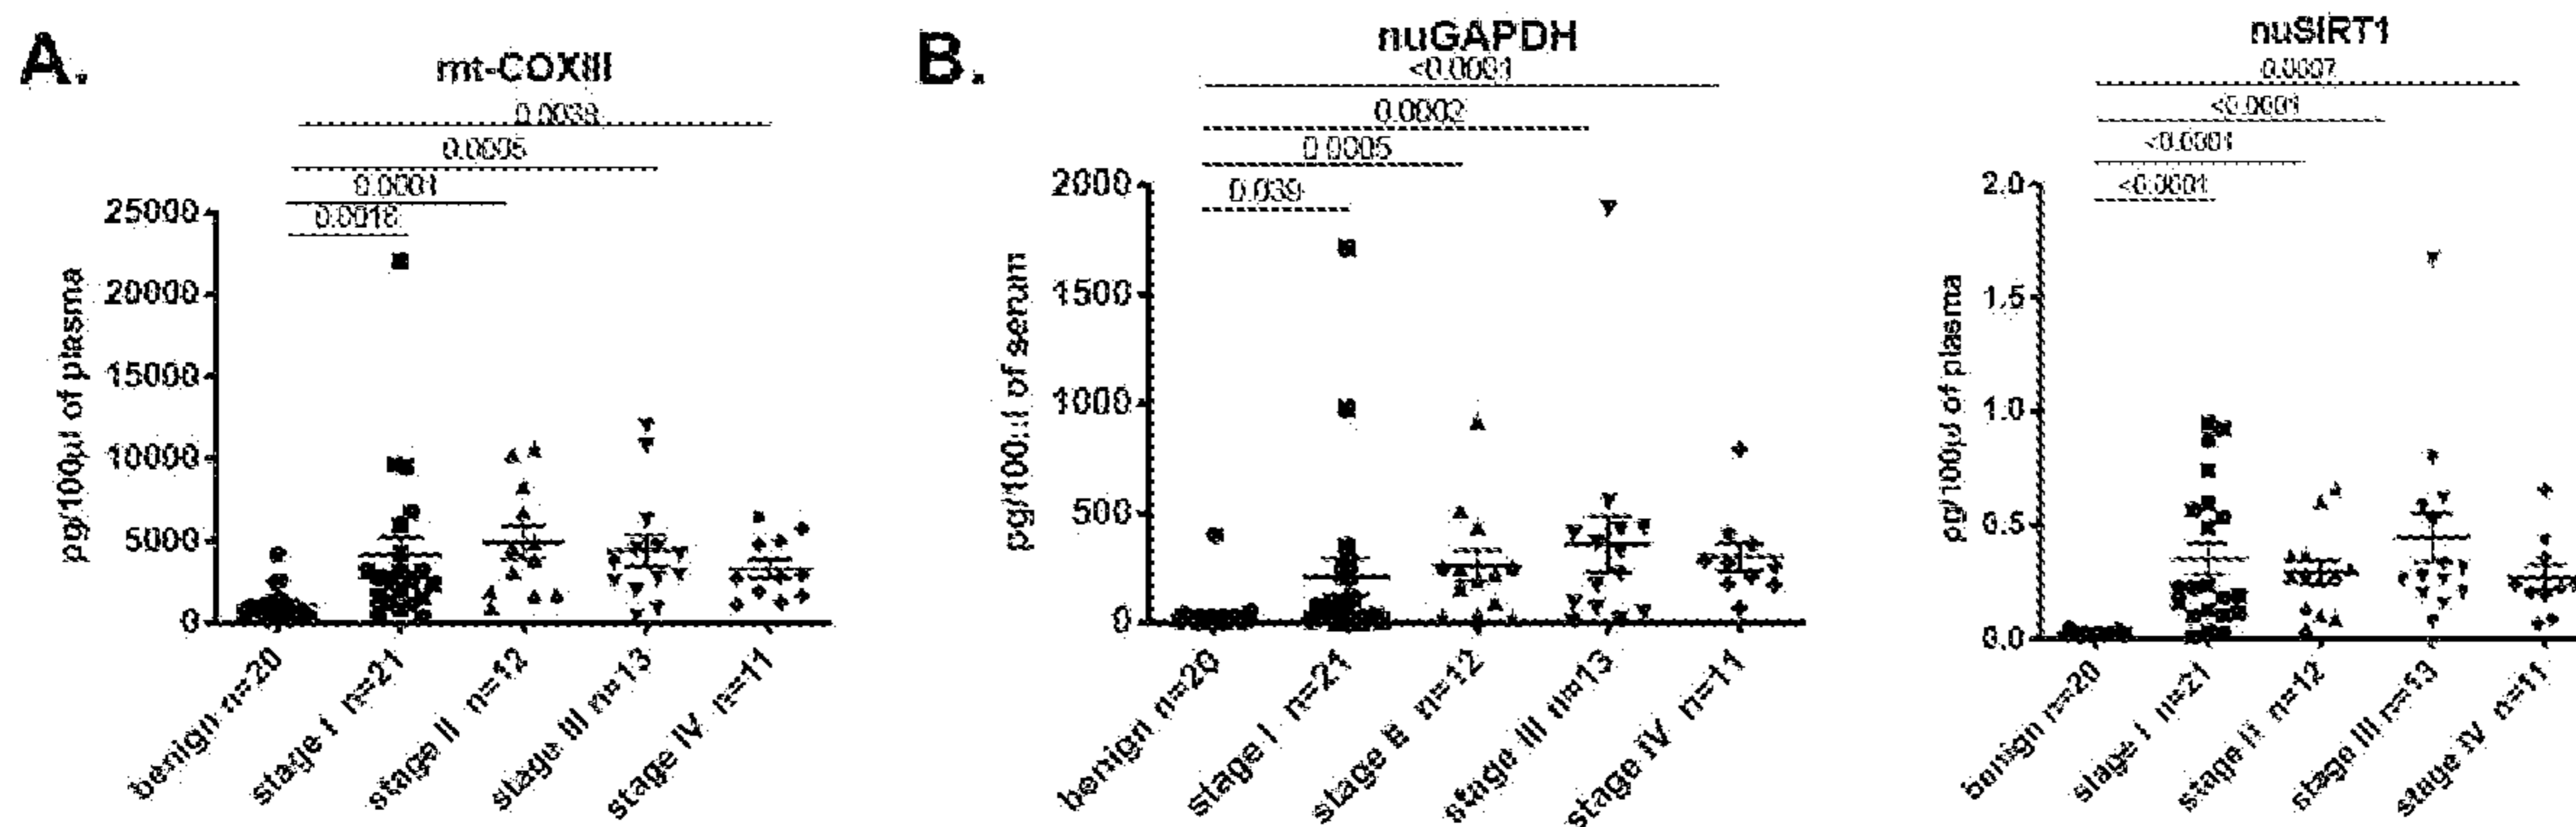 A.
mt-COXIII
0.0038
0.0005
0.0001
0.0016
25000
20000
15000
10000
5000
0
pg/100µl of plasma
benign n=20
stage I n=21
stage II n=12
stage III n=13
stage IV n=11
B.
nuGAPDH
<0.0001
0.0002
0.0005
0.039
2000
1500
1000
500
0
pg/100µl of serum
benign n=20
stage I n=21
stage II n=12
stage III n=13
stage IV n=11
nuSIRT1
0.0007
<0.0001
<0.0001
<0.0001
2.0
1.5
1.0
0.5
0.0
pg/100µl of plasma
benign n=20
stage I n=21
stage II n=12
stage III n=13
stage IV n=11